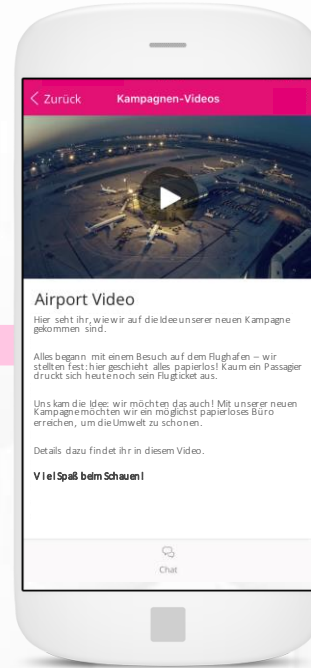 Zurück Kampagnen-Videos
Airport Video
Hier seht ihr, wie wir auf die Idee unserer neuen Kampagne
gekommen sind.
Alles begann mit einem Besuch auf dem Flughafen – wir
stellten fest: hier geschieht alles papierlos! Kaum ein Passagier
druckt sich heute noch sein Flugticket aus.
Uns kam die Idee: wir möchten das auch! Mit unserer neuen
Kampagne möchten wir ein möglichst papierloses Büro
erreichen, um die Umwelt zu schonen.
Details dazu findet ihr in diesem Video.
Viel Spaß beim Schauen!
Chat